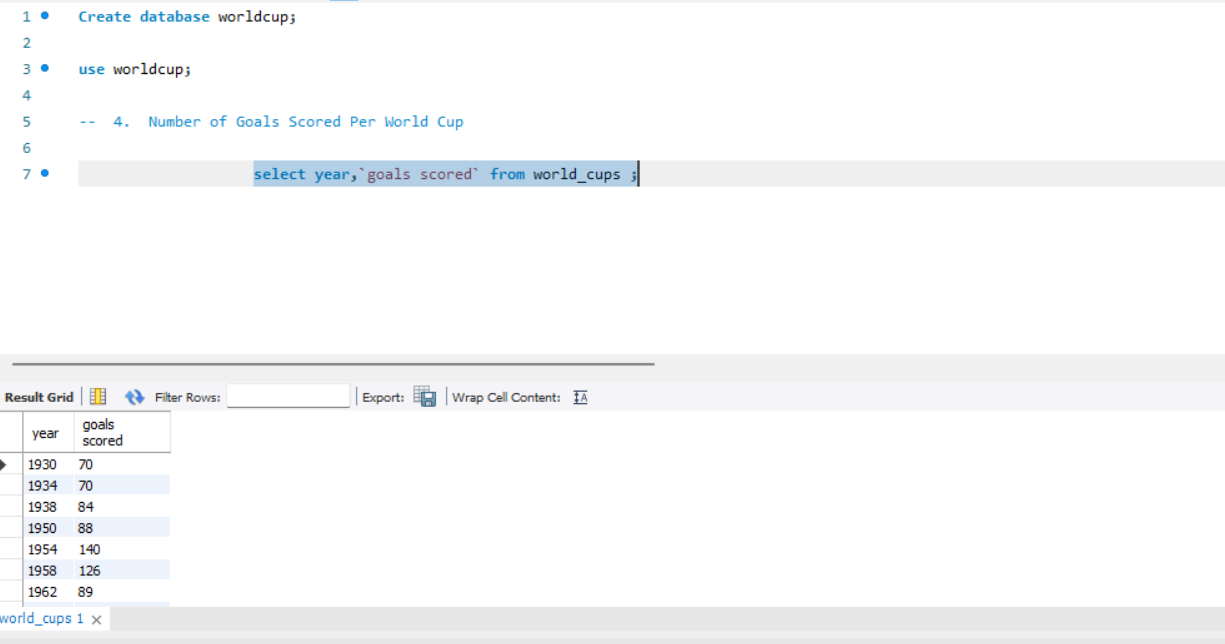 1 Create database worldcup;
2
3 use worldcup;
4
5 -- 4. Number of Goals Scored Per World Cup
6
7 select year,`goals scored` from world_cups ;
Result Grid Filter Rows: Export: Wrap Cell Content: IA
year goals scored
1930 70
1934 70
1938 84
1950 88
1954 140
1958 126
1962 89
world_cups 1 ×